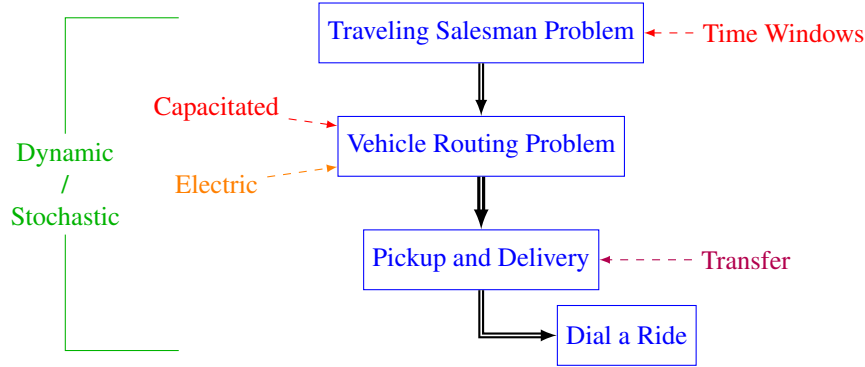 Traveling Salesman Problem
Time Windows
Capacitated
Vehicle Routing Problem
Dynamic
/
Stochastic
Electric
Pickup and Delivery
Transfer
Dial a Ride